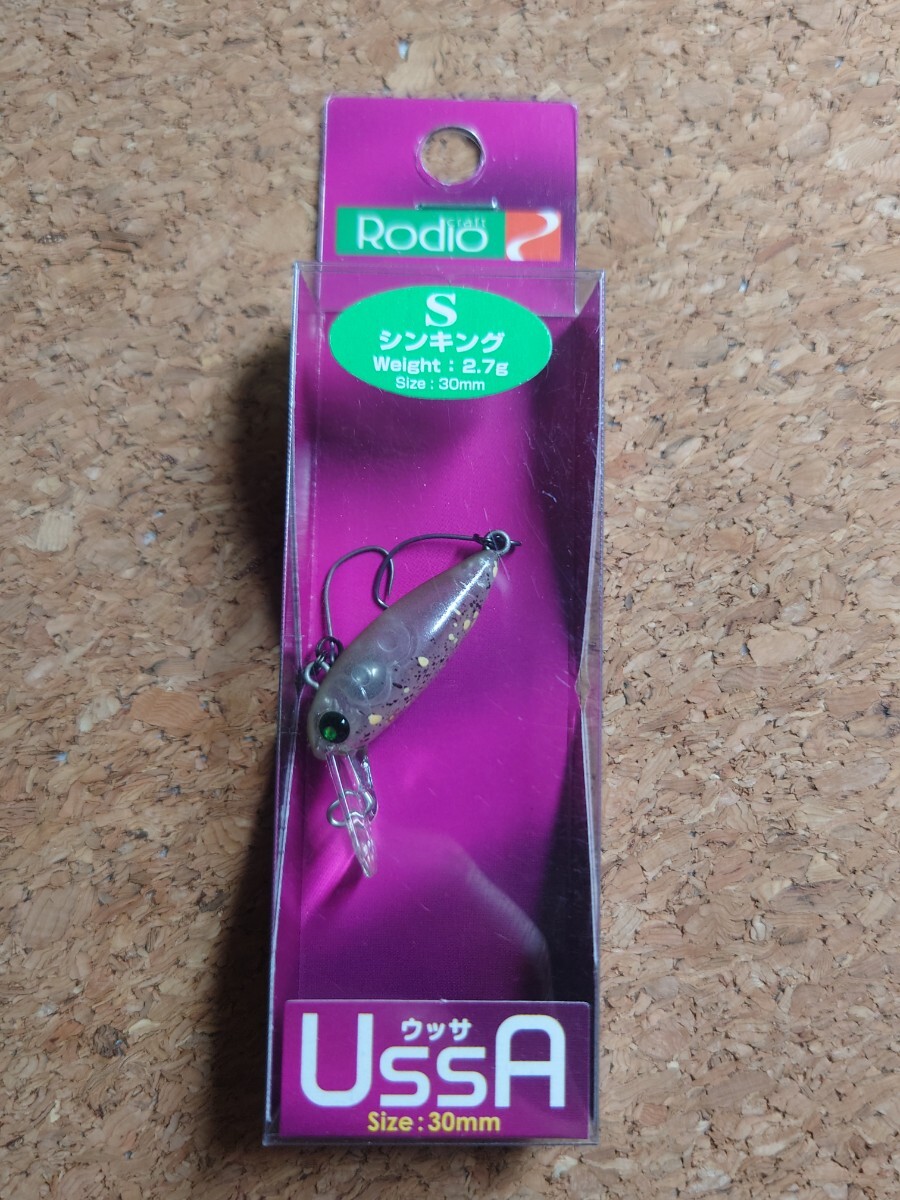 craft
Rodio
S
シンキング
Weight : 2.7g
Size : 30mm
ウッサ
UssA
Size : 30mm